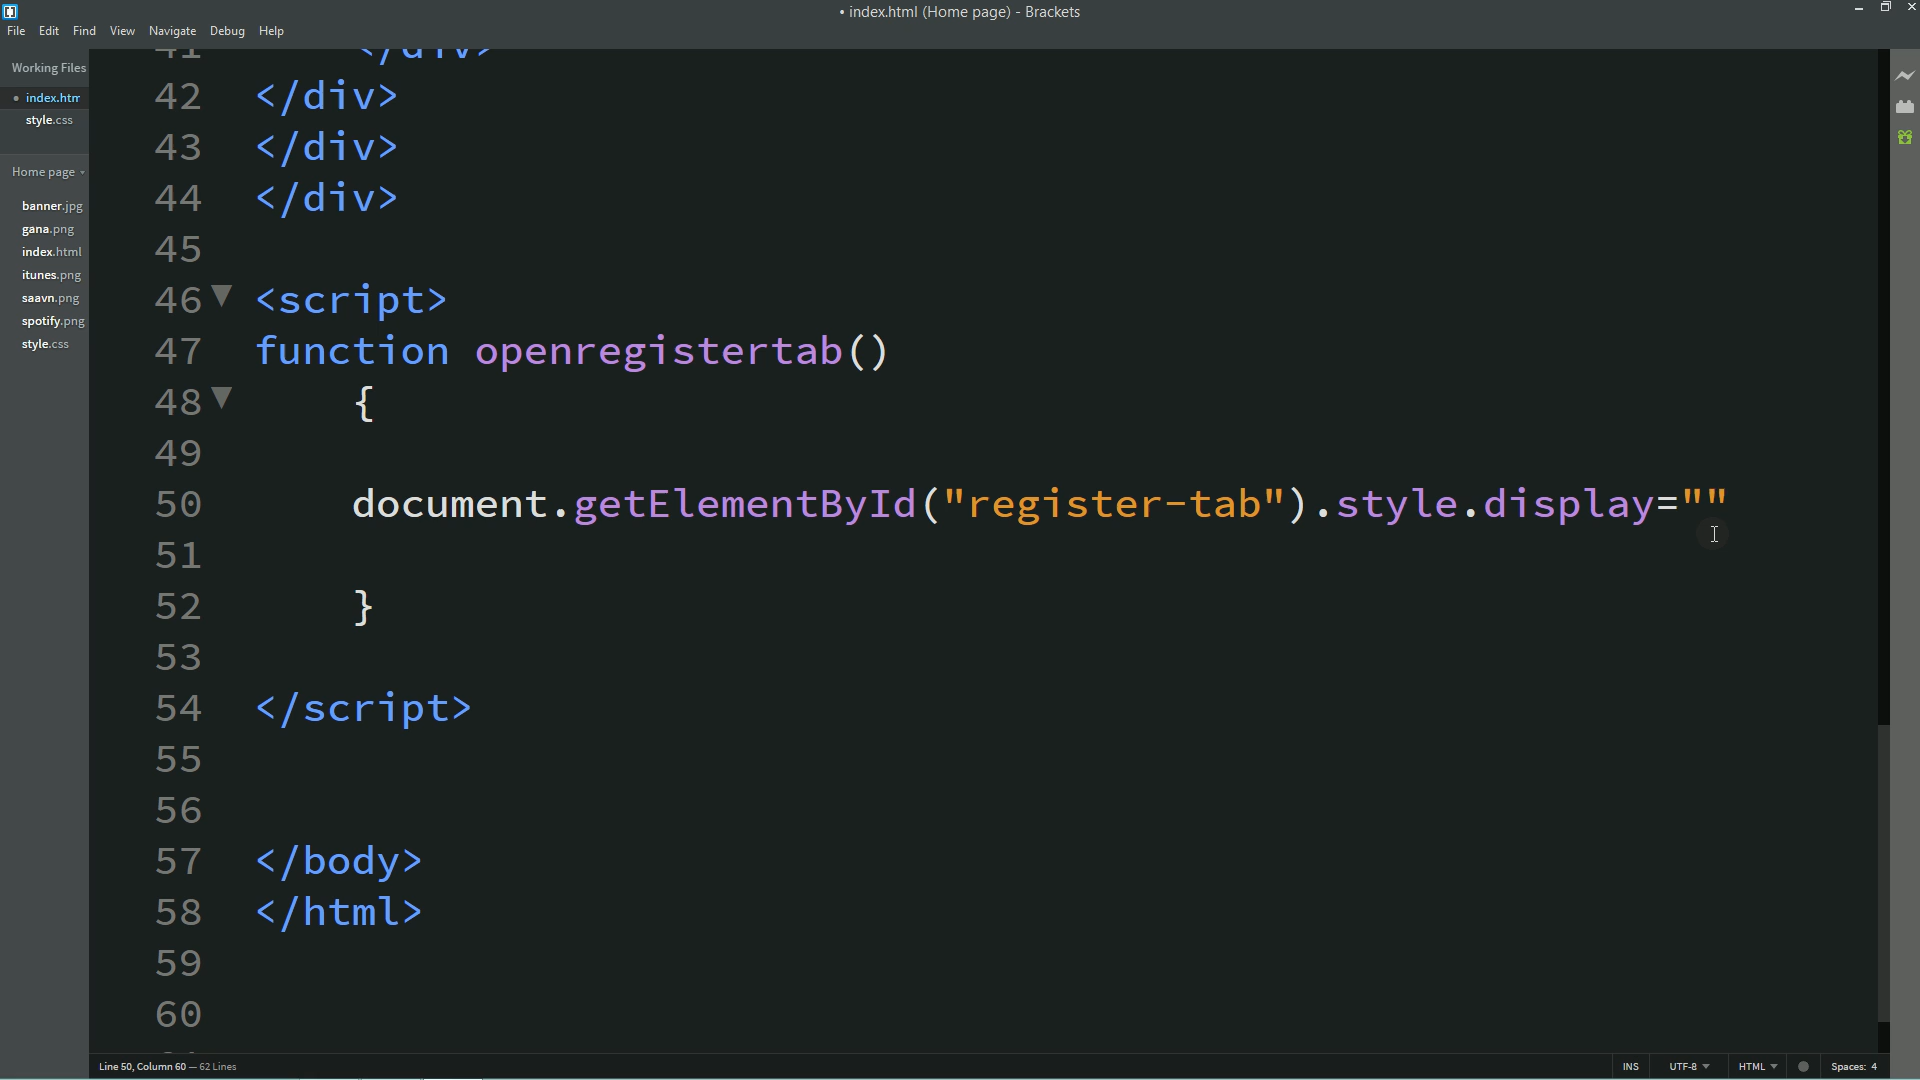 • index.html (Home page) - Brackets
File Edit Find View Navigate Debug Help
Working Files
• index.htm
style.css
Home page
banner.jpg
gana.png
index.html
itunes.png
saavn.png
spotify.png
style.css
41 </div>
42 </div>
43 </div>
44 </div>
45
46 <script>
47 function openregistertab()
48 {
49
50 document.getElementById("register-tab").style.display=""
51
52 }
53
54 </script>
55
56
57 </body>
58 </html>
59
60
Line 50, Column 60 — 62 Lines
INS UTF-8 HTML Spaces: 4